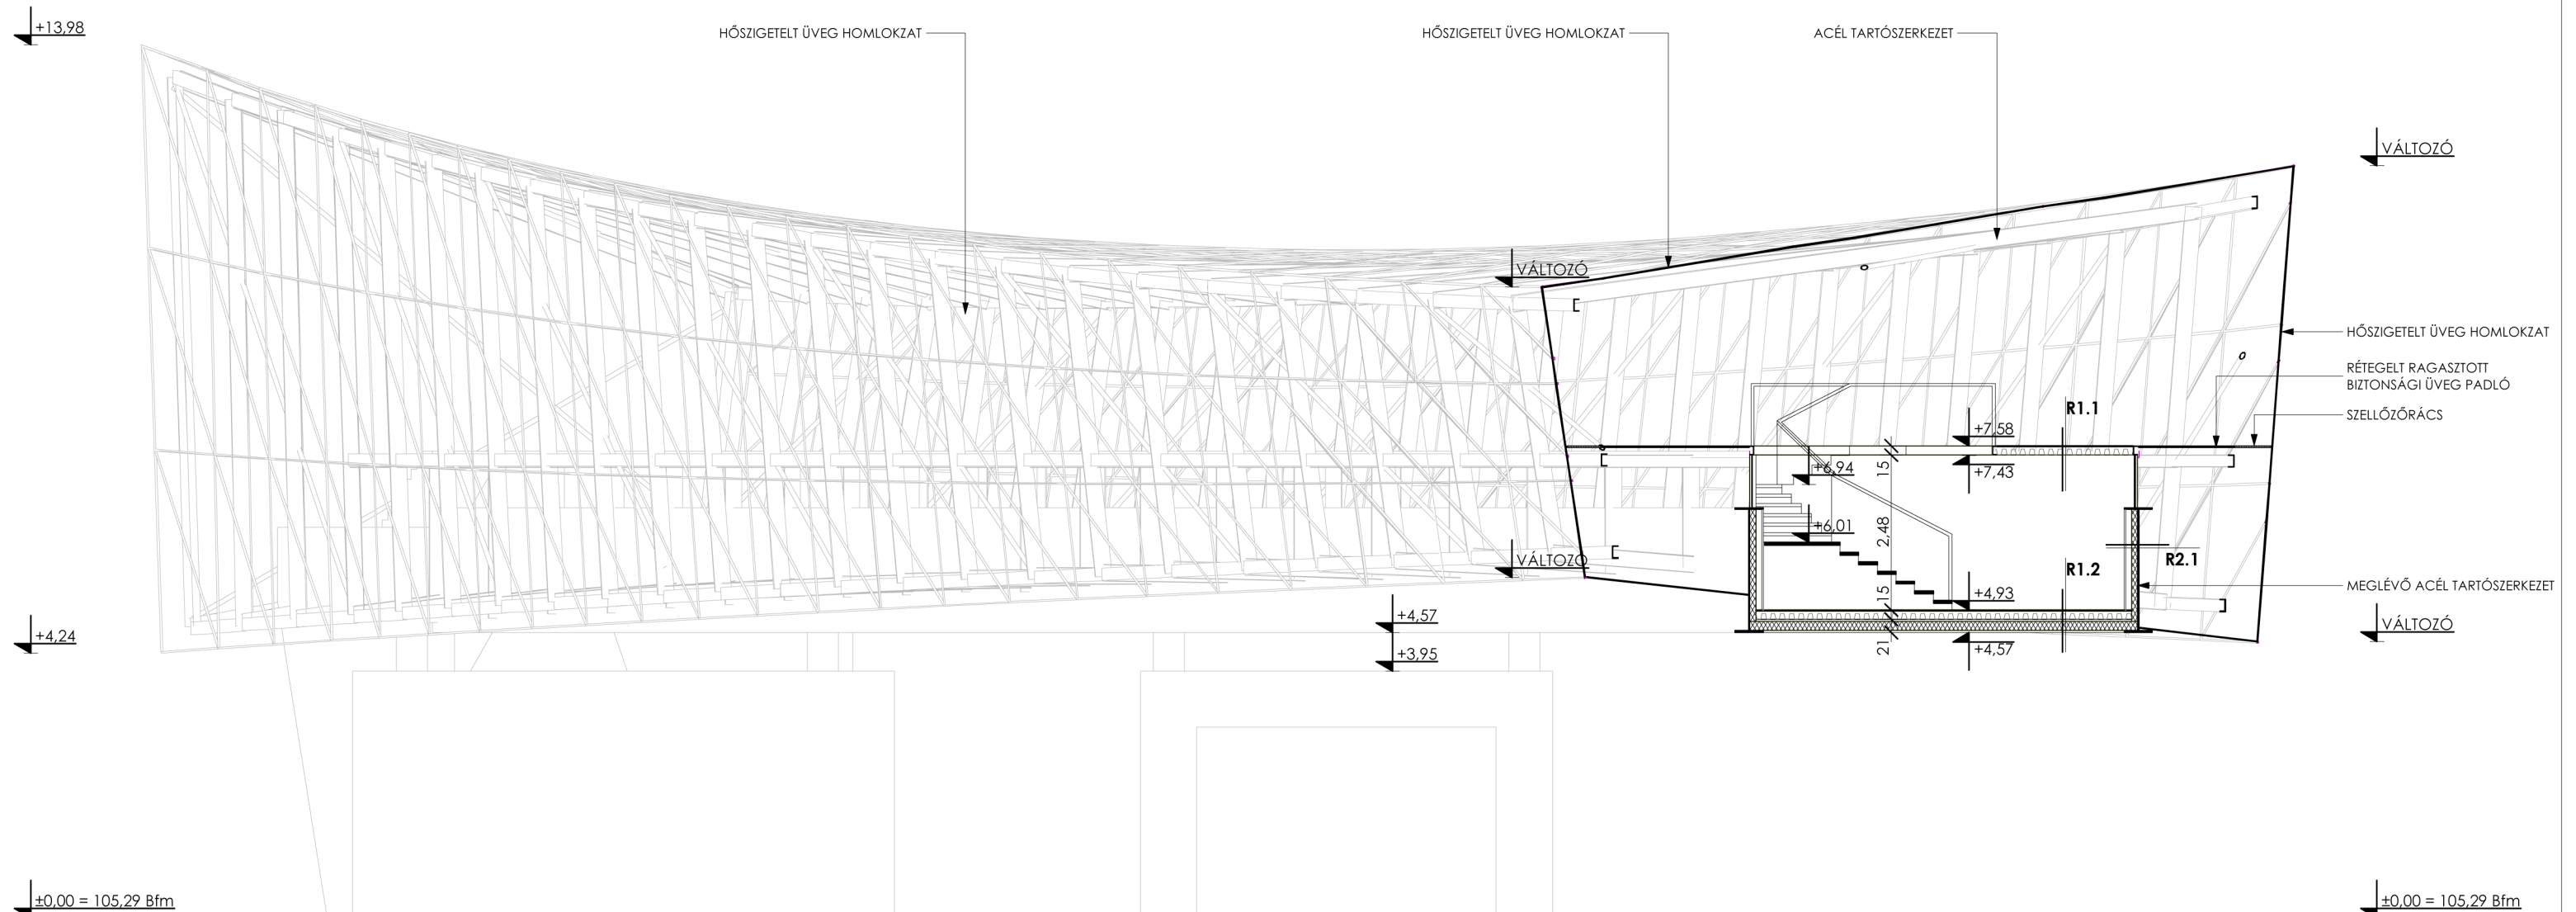 +13,98
HŐSZIGETELT ÜVEG HOMLOKZAT
HŐSZIGETELT ÜVEG HOMLOKZAT
ACÉL TARTÓSZERKEZET
VÁLTOZÓ
VÁLTOZÓ
HŐSZIGETELT ÜVEG HOMLOKZAT
RÉTEGELT RAGASZTOTT
BIZTONSÁGI ÜVEG PADLÓ
SZELLŐZŐRÁCS
R1.1
+7,58
15
+7,43
+6,94
+6,01
2,48
VÁLTOZÓ
R1.2
R2.1
MEGLÉVŐ ACÉL TARTÓSZERKEZET
15
+4,93
+4,57
VÁLTOZÓ
+4,24
21
+4,57
+3,95
±0,00 = 105,29 Bfm
±0,00 = 105,29 Bfm